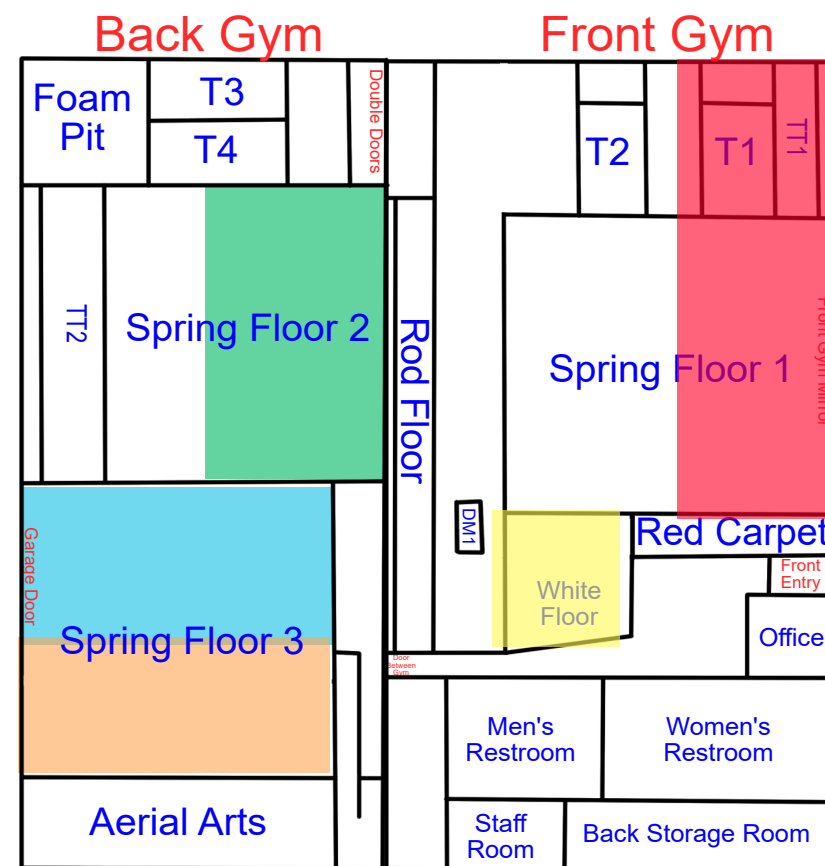 Back Gym
Front Gym
Foam
Pit
T3
T4
Double Doors
T2
T1
TT1
TT2
Spring Floor 2
Rod Floor
Spring Floor 1
Front Gym Mirror
DM1
Red Carpet
Garage Door
White
Floor
Front
Entry
Spring Floor 3
Office
Door
Between
Gym
Men's
Restroom
Women's
Restroom
Aerial Arts
Staff
Room
Back Storage Room